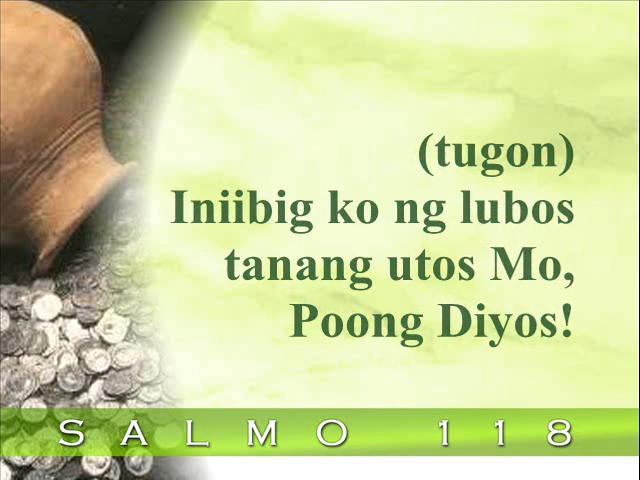 (tugon)
Iniibig ko ng lubos
tanang utos Mo,
Poong Diyos!
SALMO 118